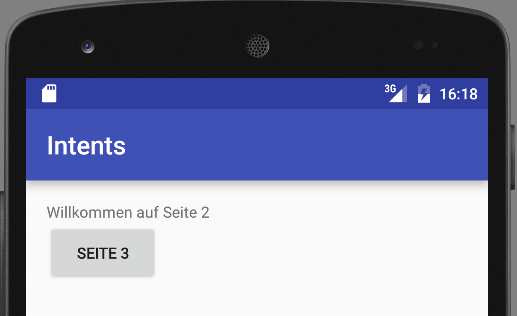 3G 16:18
Intents
Willkommen auf Seite 2
SEITE 3